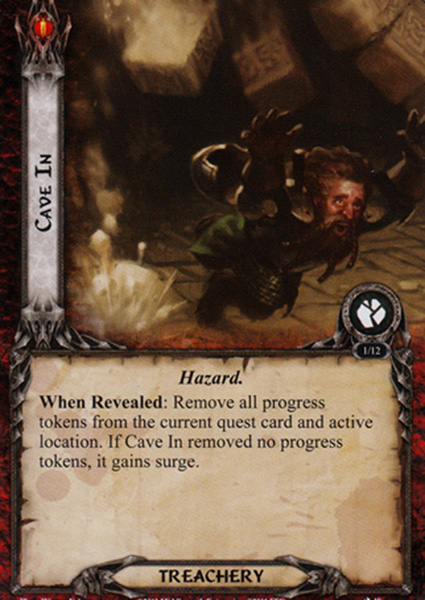 CAVE IN
1/12
Hazard.
When Revealed: Remove all progress
tokens from the current quest card and active
location. If Cave In removed no progress
tokens, it gains surge.
TREACHERY